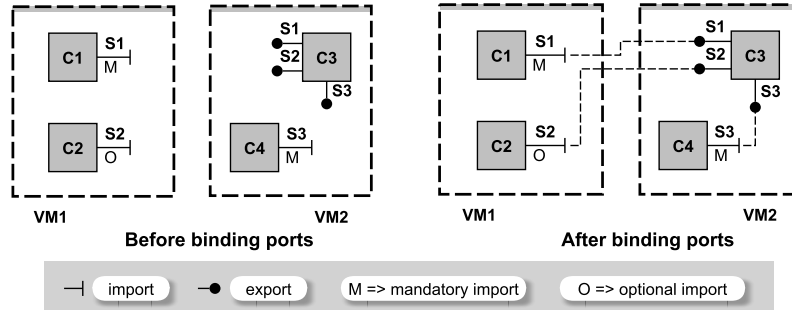 S1
C1
M
S2
C2
O
VM1
S1
S2
C3
S3
S3
C4
M
VM2
Before binding ports
S1
C1
M
S2
C2
O
VM1
S1
S2
C3
S3
S3
C4
M
VM2
After binding ports
import
export
M => mandatory import
O => optional import